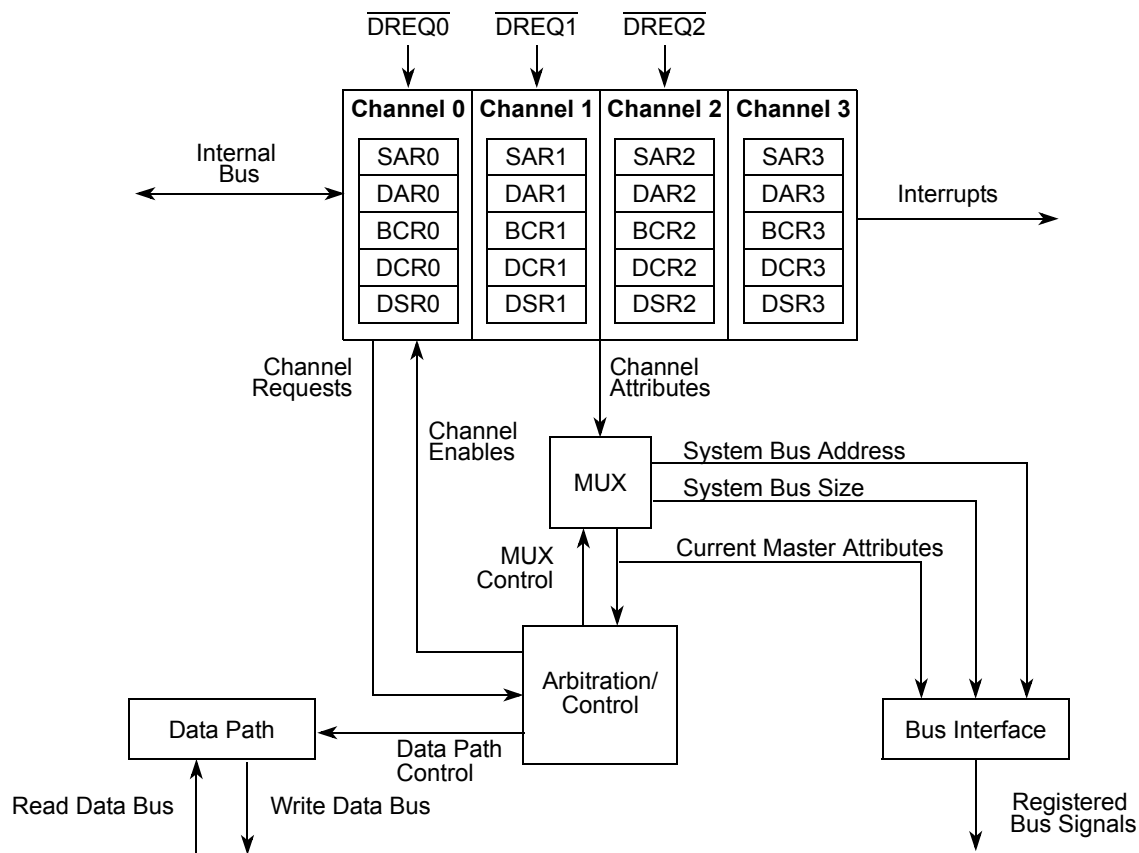 DREQ0 DREQ1 DREQ2
Channel 0 Channel 1 Channel 2 Channel 3
SAR0 SAR1 SAR2 SAR3
DAR0 DAR1 DAR2 DAR3
BCR0 BCR1 BCR2 BCR3
DCR0 DCR1 DCR2 DCR3
DSR0 DSR1 DSR2 DSR3
Internal
Bus
Interrupts
Channel
Requests
Channel
Enables
Channel
Attributes
MUX
System Bus Address
System Bus Size
Current Master Attributes
MUX
Control
Arbitration/
Control
Data Path
Data Path
Control
Bus Interface
Read Data Bus
Write Data Bus
Registered
Bus Signals